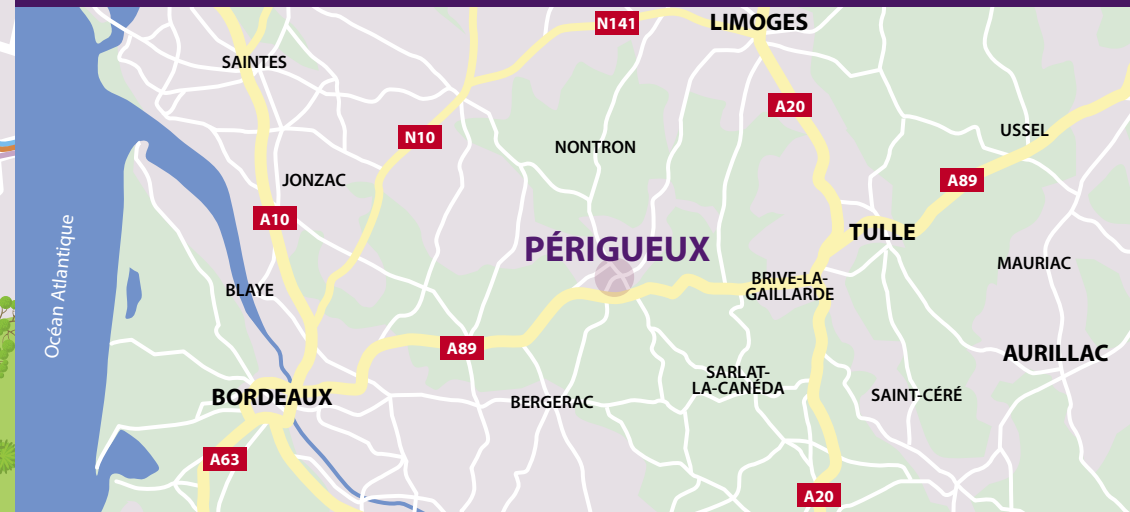 N141
LIMOGES
SAINTES
A20
N10
USSEL
NONTRON
JONZAC
A89
A10
Océan Atlantique
TULLE
PÉRIGUEUX
MAURIAC
BLAYE
BRIVE-LA-
GAILLARDE
A89
AURILLAC
SARLAT-
LA-CANÉDA
BORDEAUX
BERGERAC
SAINT-CÉRÉ
A63
A20